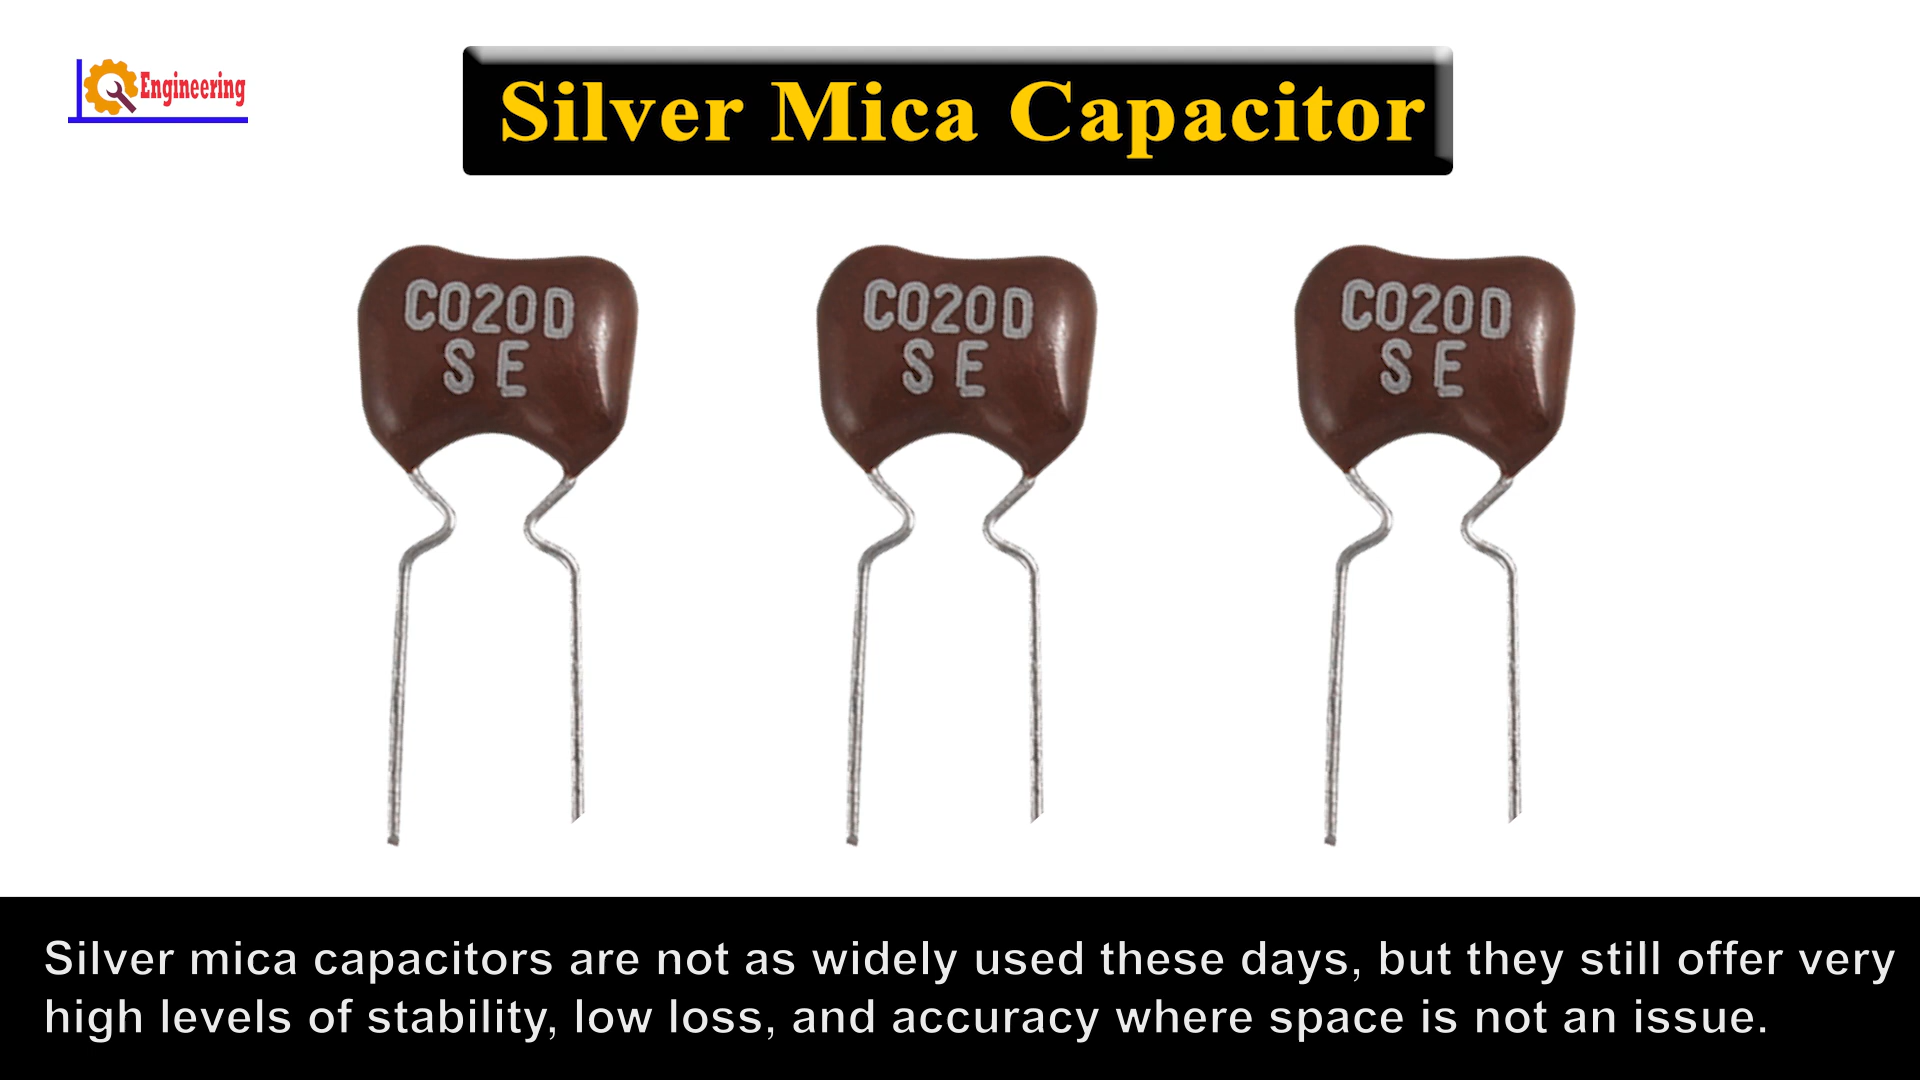 Engineering
Silver Mica Capacitor
C020D
S E
C020D
S E
C020D
S E
Silver mica capacitors are not as widely used these days, but they still offer very
high levels of stability, low loss, and accuracy where space is not an issue.